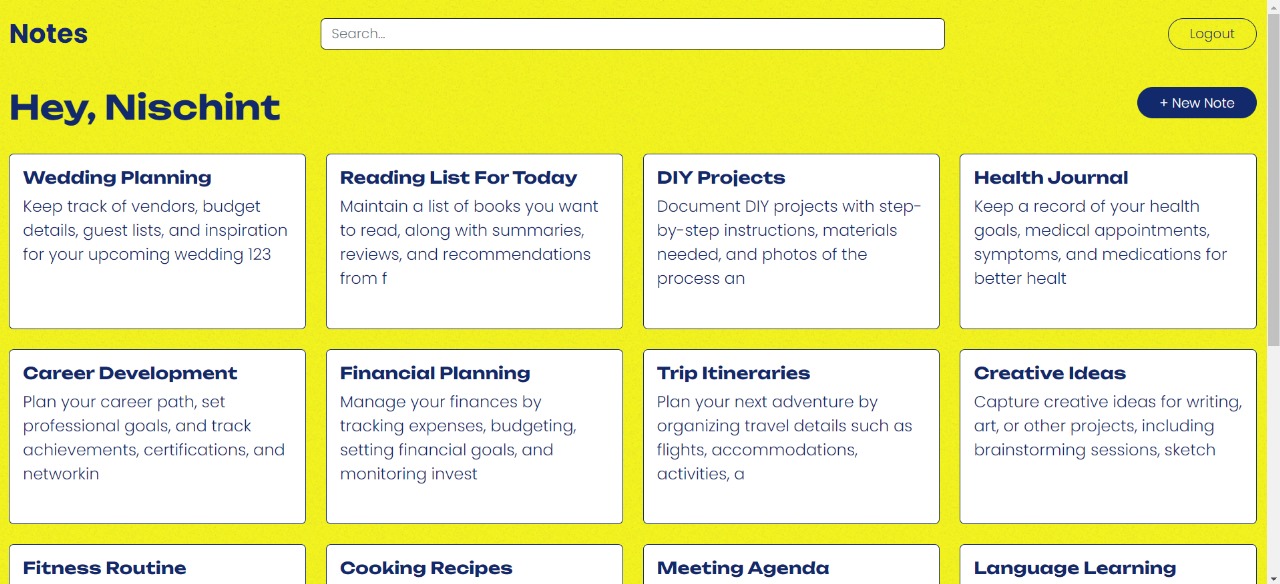 Notes
Search...
Logout
Hey, Nischint
+ New Note
Wedding Planning
Keep track of vendors, budget
details, guest lists, and inspiration
for your upcoming wedding 123
Reading List For Today
Maintain a list of books you want
to read, along with summaries,
reviews, and recommendations
from f
DIY Projects
Document DIY projects with step-
by-step instructions, materials
needed, and photos of the
process an
Health Journal
Keep a record of your health
goals, medical appointments,
symptoms, and medications for
better healt
Career Development
Plan your career path, set
professional goals, and track
achievements, certifications, and
networkin
Financial Planning
Manage your finances by
tracking expenses, budgeting,
setting financial goals, and
monitoring invest
Trip Itineraries
Plan your next adventure by
organizing travel details such as
flights, accommodations,
activities, a
Creative Ideas
Capture creative ideas for writing,
art, or other projects, including
brainstorming sessions, sketch
Fitness Routine
Cooking Recipes
Meeting Agenda
Language Learning